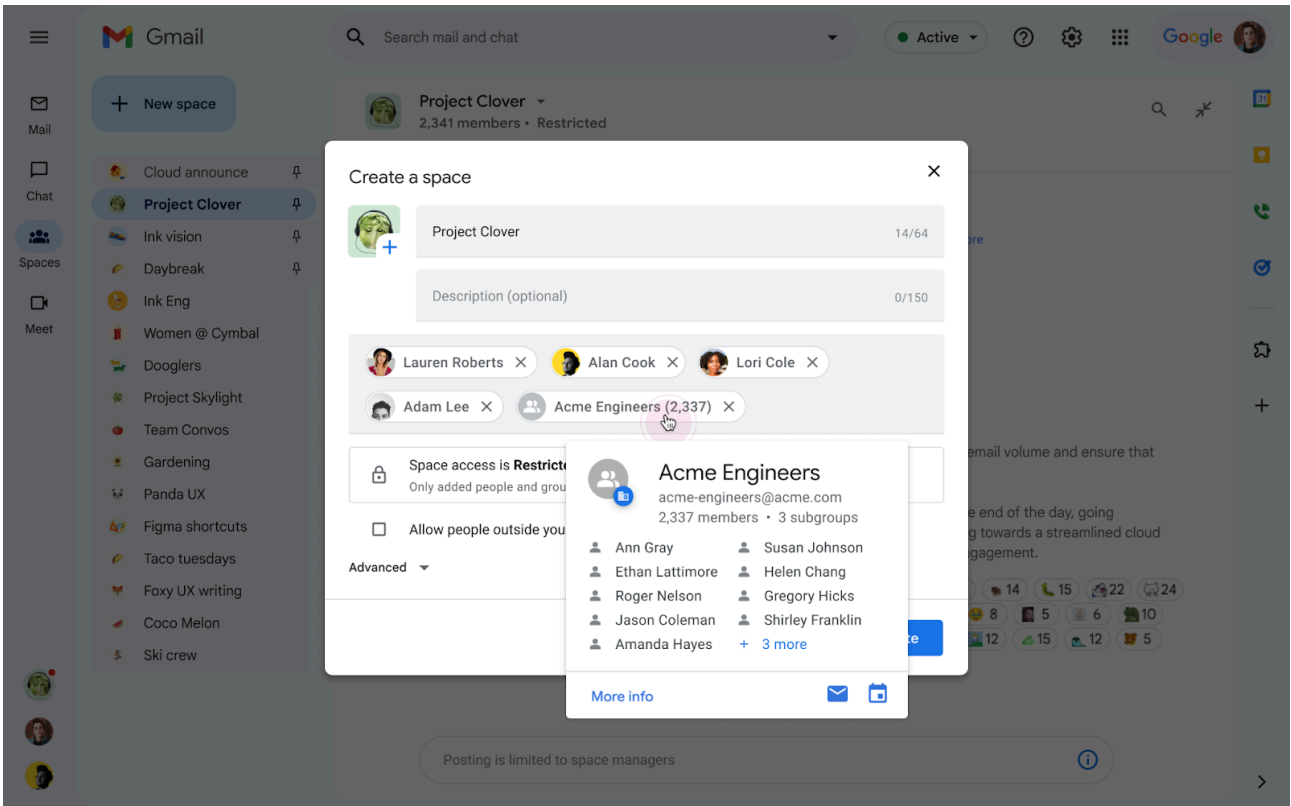 Gmail
Search mail and chat
Active
Google
New space
Project Clover
2,341 members • Restricted
31
Mail
Chat
Spaces
Meet
Cloud announce
Project Clover
Ink vision
Daybreak
Ink Eng
Women @ Cymbal
Dooglers
Project Skylight
Team Convos
Gardening
Panda UX
Figma shortcuts
Taco tuesdays
Foxy UX writing
Coco Melon
Ski crew
Create a space
Project Clover
14/64
Description (optional)
0/150
Lauren Roberts
Alan Cook
Lori Cole
Adam Lee
Acme Engineers (2,337)
Space access is Restricte
Only added people and grou
Allow people outside you
Advanced
Acme Engineers
acme-engineers@acme.com
2,337 members • 3 subgroups
Ann Gray
Susan Johnson
Ethan Lattimore
Helen Chang
Roger Nelson
Gregory Hicks
Jason Coleman
Shirley Franklin
Amanda Hayes
+ 3 more
More info
te
ore
email volume and ensure that
e end of the day, going
g towards a streamlined cloud
gagement.
14 15 22 24
8 5 6 10
12 15 12 5
Posting is limited to space managers